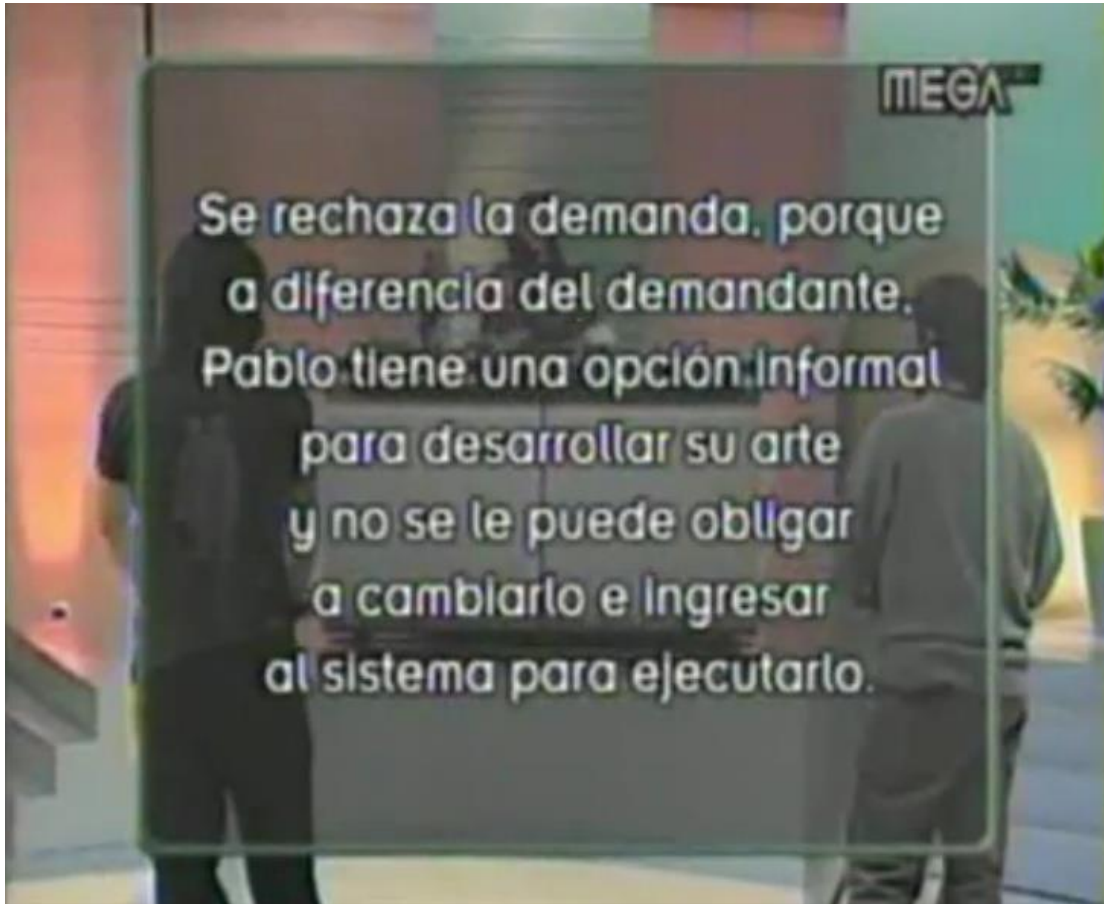 MEGA
Se rechaza la demanda, porque
a diferencia del demandante,
Pablo tiene una opción informal
para desarrollar su arte
y no se le puede obligar
a cambiarlo e ingresar
al sistema para ejecutarlo.